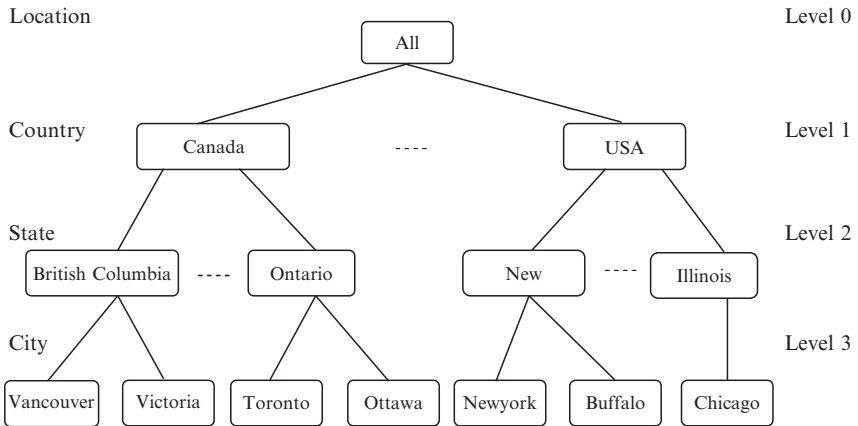 Location
Level 0
All
Country
Level 1
Canada
----
USA
State
Level 2
British Columbia
----
Ontario
New
----
Illinois
City
Level 3
Vancouver
Victoria
Toronto
Ottawa
Newyork
Buffalo
Chicago